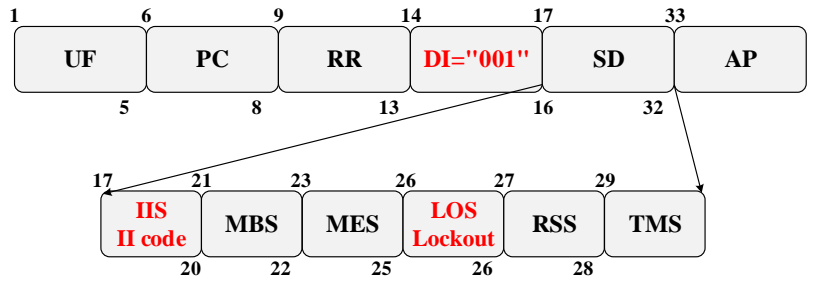 1 6 9 14 17 33
UF PC RR DI="001" SD AP
5 8 13 16 32
17 21 23 26 27 29
IIS MBS MES LOS RSS TMS
II code Lockout
20 22 25 26 28